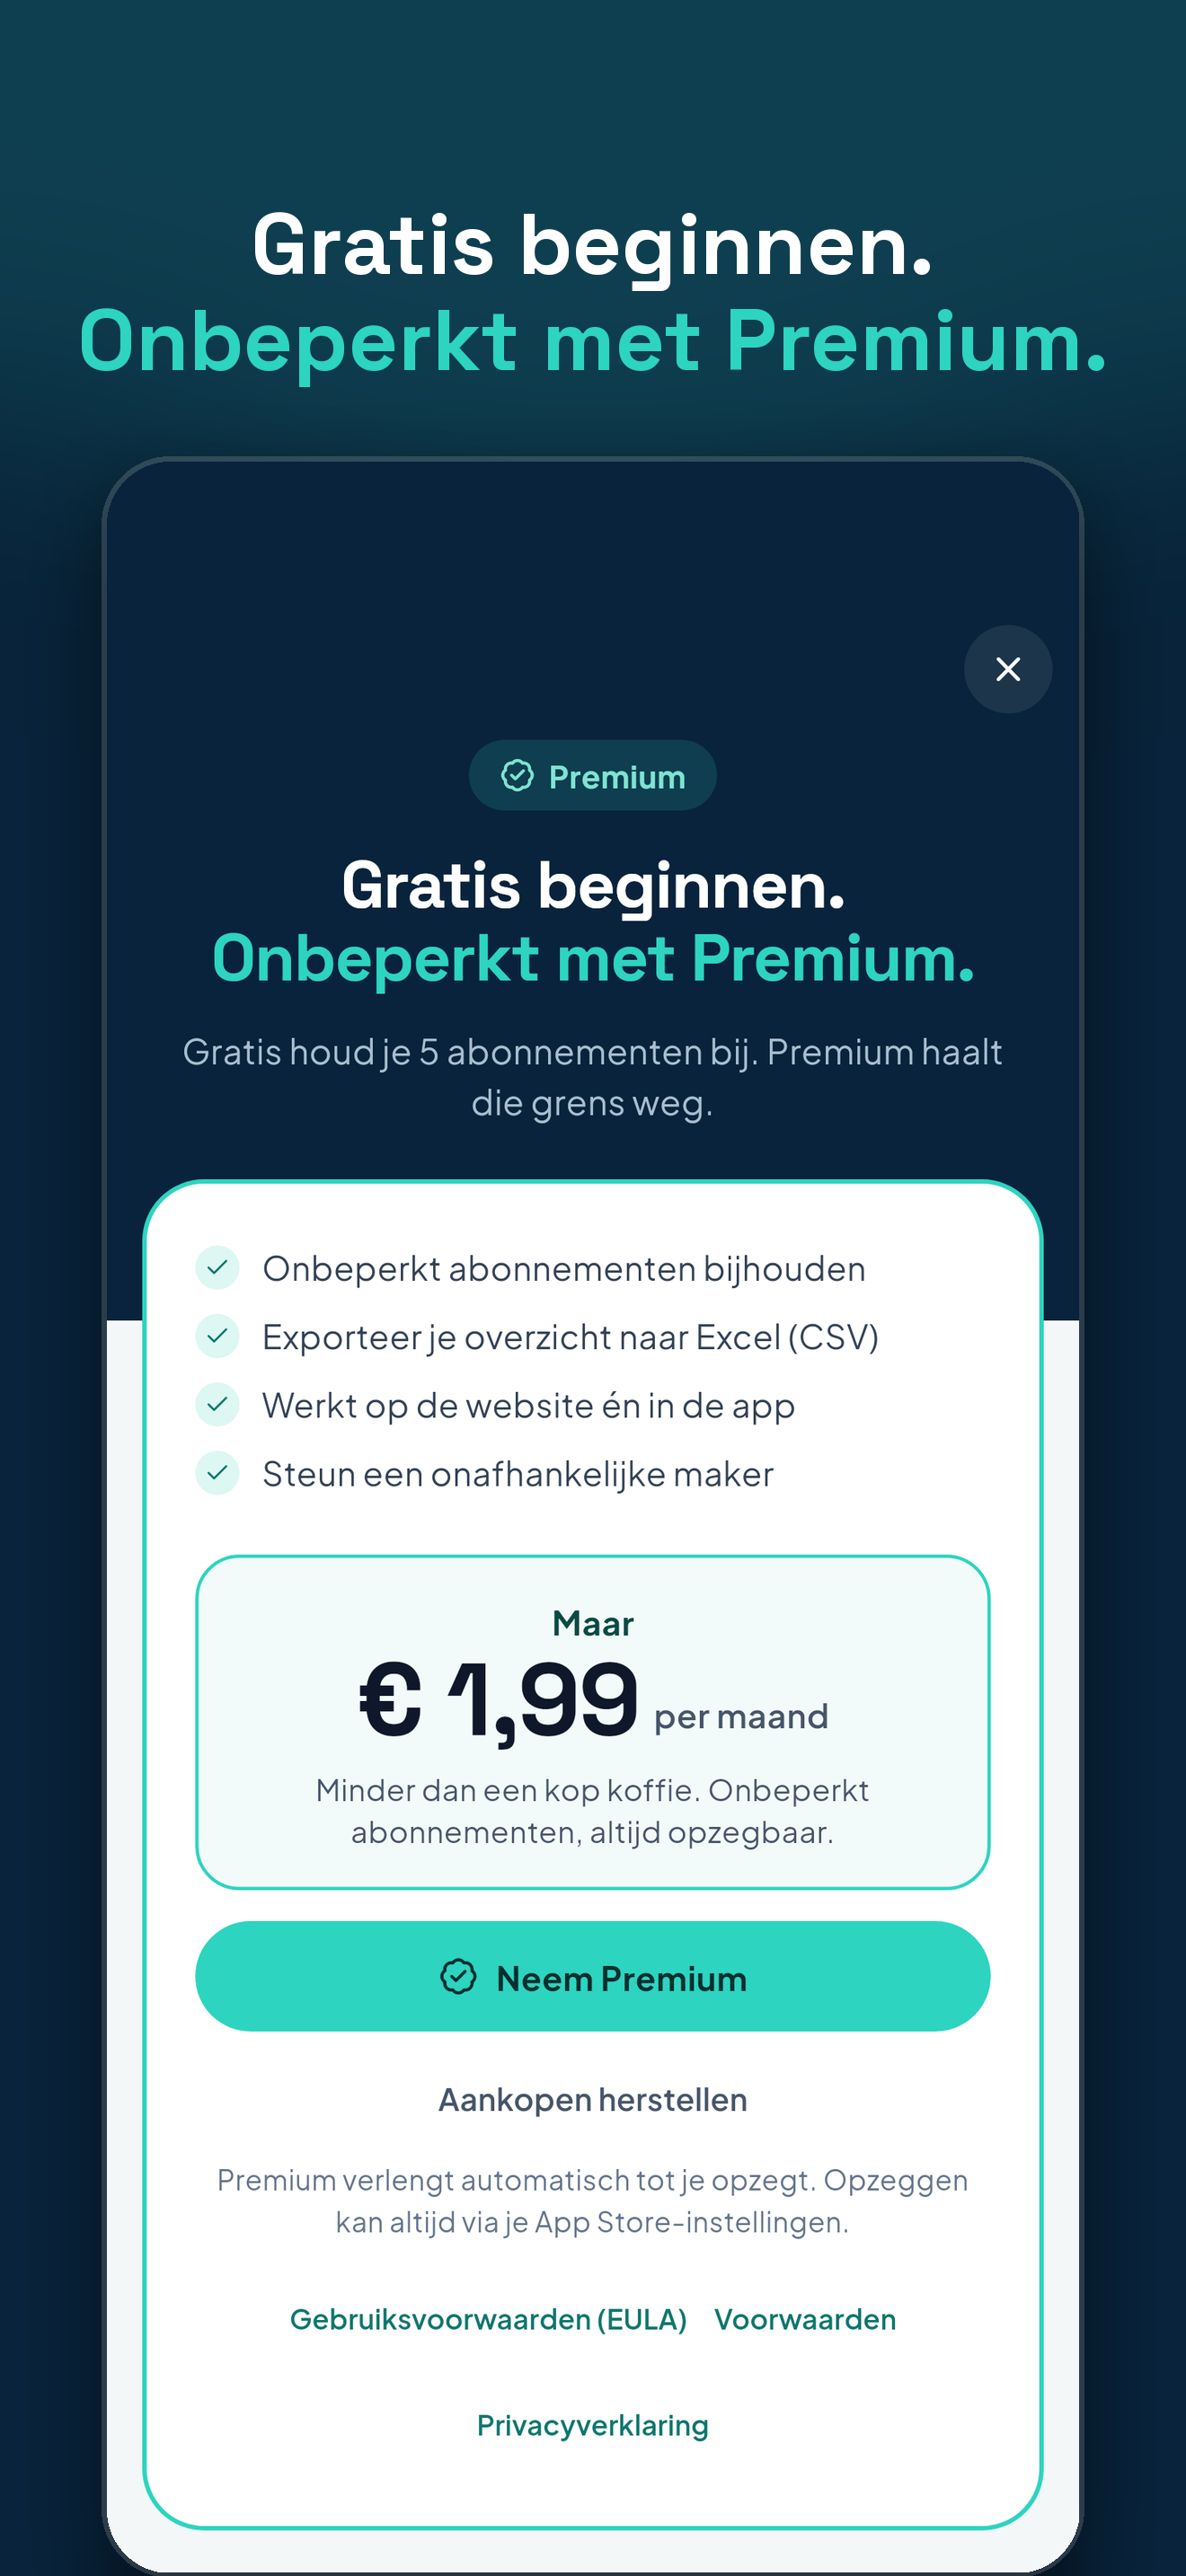 Gratis beginnen.
Onbeperkt met Premium.
Premium
Gratis beginnen.
Onbeperkt met Premium.
Gratis houd je 5 abonnementen bij. Premium haalt
die grens weg.
Onbeperkt abonnementen bijhouden
Exporteer je overzicht naar Excel (CSV)
Werkt op de website én in de app
Steun een onafhankelijke maker
Maar
€ 1,99 per maand
Minder dan een kop koffie. Onbeperkt
abonnementen, altijd opzegbaar.
Neem Premium
Aankopen herstellen
Premium verlengt automatisch tot je opzegt. Opzeggen
kan altijd via je App Store-instellingen.
Gebruiksvoorwaarden (EULA) Voorwaarden
Privacyverklaring